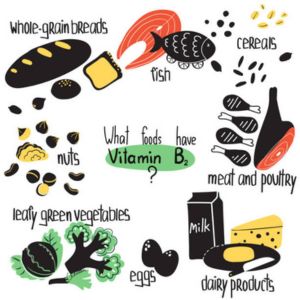 whole-grain breads
fish
cereals
nuts
What foods have
Vitamin B₂
?
meat and poultry
leafy green vegetables
eggs
Milk
dairy products